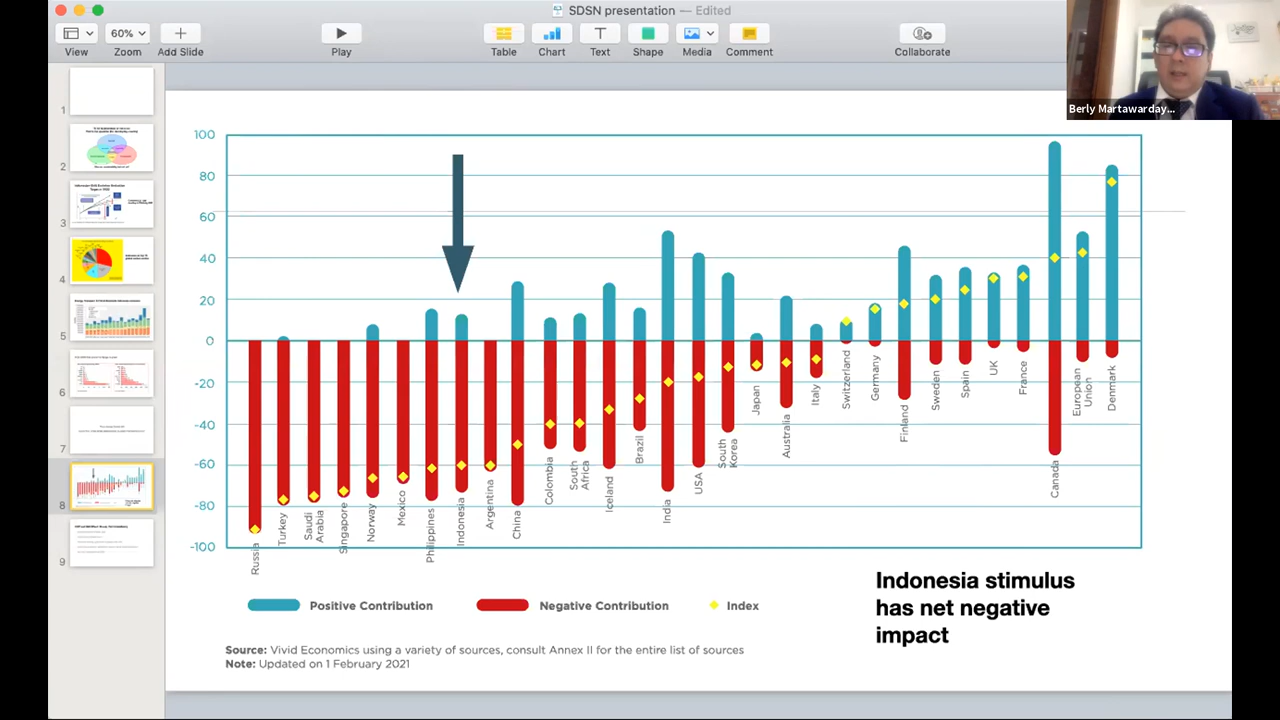 SDSN presentation — Edited
60%
View
Zoom
Add Slide
Play
Table
Chart
Text
Shape
Media
Comment
Collaborate
Berly Martawarday...
1
2
3
4
5
6
7
8
9
100
80
60
40
20
0
-20
-40
-60
-80
-100
Russia
Turkey
Saudi
Arabia
Singapore
Norway
Mexico
Philippines
Indonesia
Argentina
China
Colombia
South
Africa
Iceland
Brazil
India
USA
South
Korea
Japan
Australia
Italy
Switzerland
Germany
Finland
Sweden
Spain
UK
France
Canada
European
Union
Denmark
Positive Contribution
Negative Contribution
Index
Indonesia stimulus
has net negative
impact
Source: Vivid Economics using a variety of sources, consult Annex II for the entire list of sources
Note: Updated on 1 February 2021